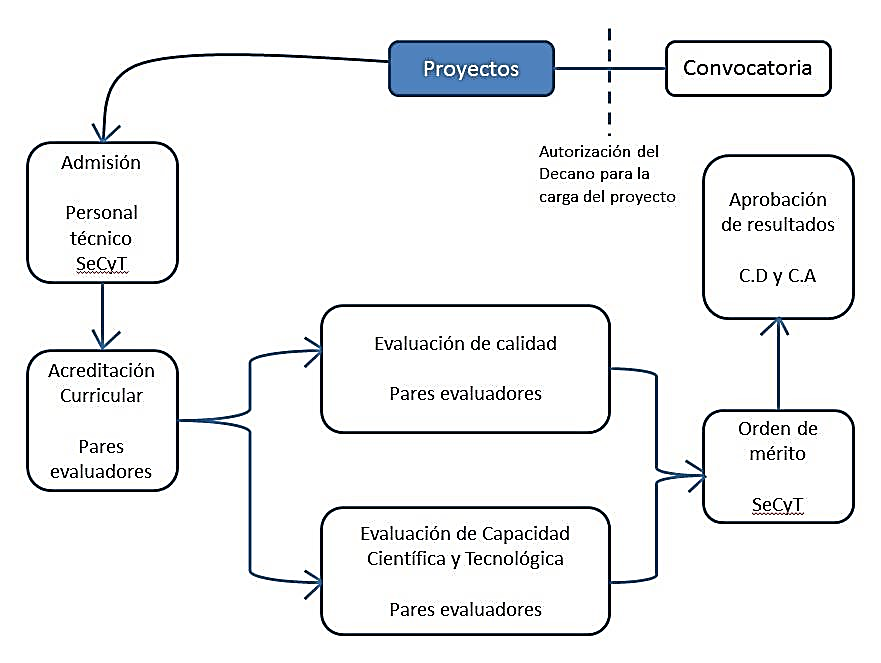 Proyectos
Convocatoria
Autorización del
Decano para la
carga del proyecto
Admisión
Personal
técnico
SeCyT
Acreditación
Curricular
Pares
evaluadores
Evaluación de calidad
Pares evaluadores
Evaluación de Capacidad
Científica y Tecnológica
Pares evaluadores
Orden de
mérito
SeCyT
Aprobación
de resultados
C.D y C.A